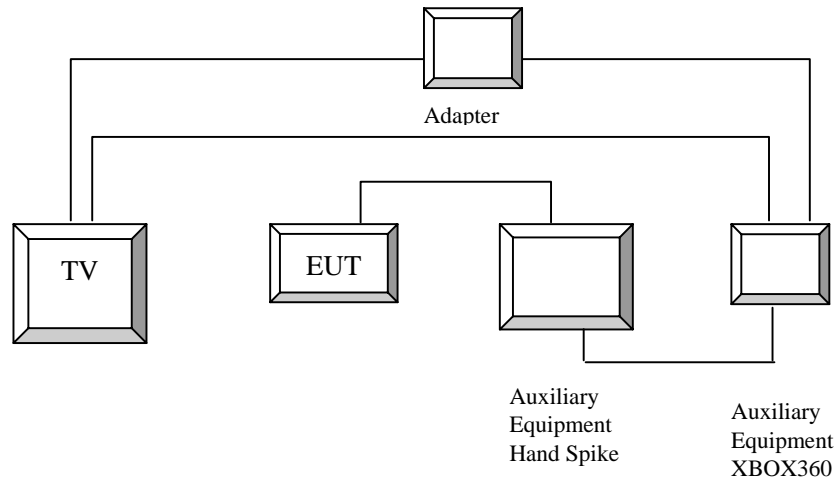 Adapter
TV
EUT
Auxiliary
Equipment
Hand Spike
Auxiliary
Equipment
XBOX360